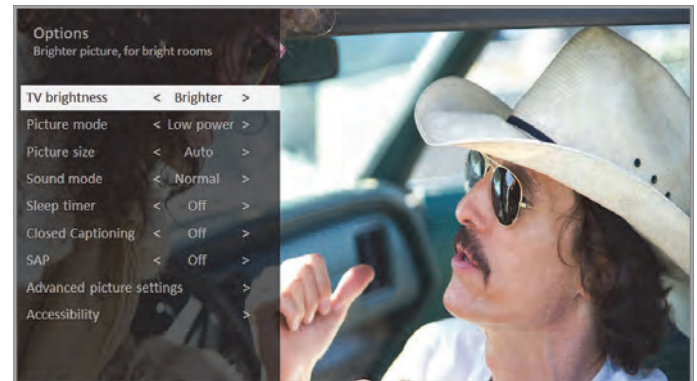 Options
Brighter picture, for bright rooms
TV brightness < Brighter >
Picture mode < Low power >
Picture size < Auto >
Sound mode < Normal >
Sleep timer < Off >
Closed Captioning < Off >
SAP < Off >
Advanced picture settings >
Accessibility >